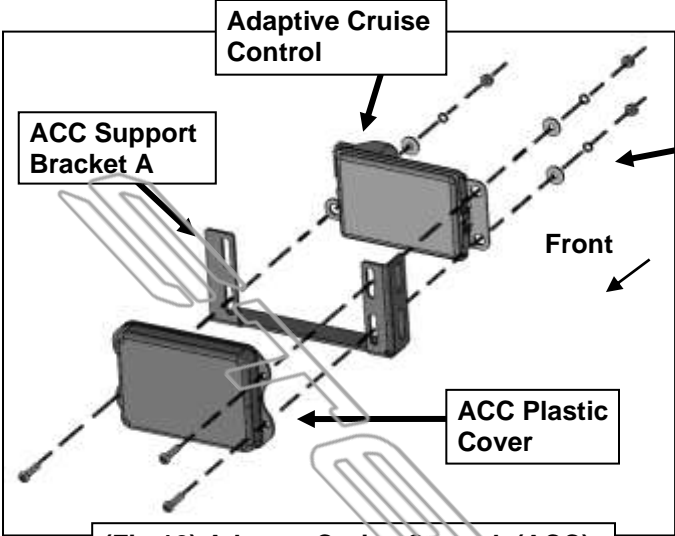 Adaptive Cruise
Control
ACC Support
Bracket A
Front
ACC Plastic
Cover